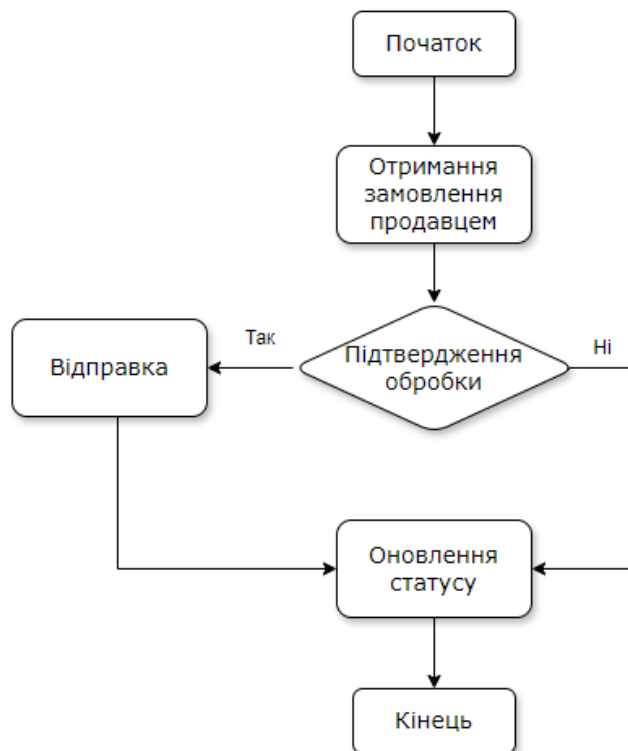 Початок
Отримання
замовлення
продавцем
Підтвердження
обробки
Так
Ні
Відправка
Оновлення
статусу
Кінець